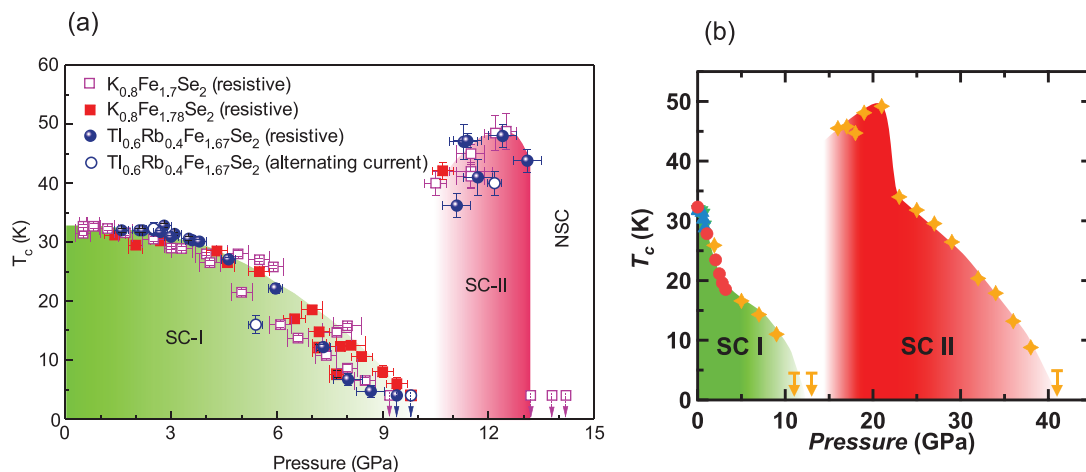 (a)
60
50
40
30
20
10
0
T_c (K)
K0.8Fe1.7Se2 (resistive)
K0.8Fe1.78Se2 (resistive)
Tl0.6Rb0.4Fe1.67Se2 (resistive)
Tl0.6Rb0.4Fe1.67Se2 (alternating current)
SC-I
SC-II
NSC
0 3 6 9 12 15
Pressure (GPa)
(b)
50
40
30
20
10
0
T_c (K)
SC I
SC II
0 10 20 30 40
Pressure (GPa)